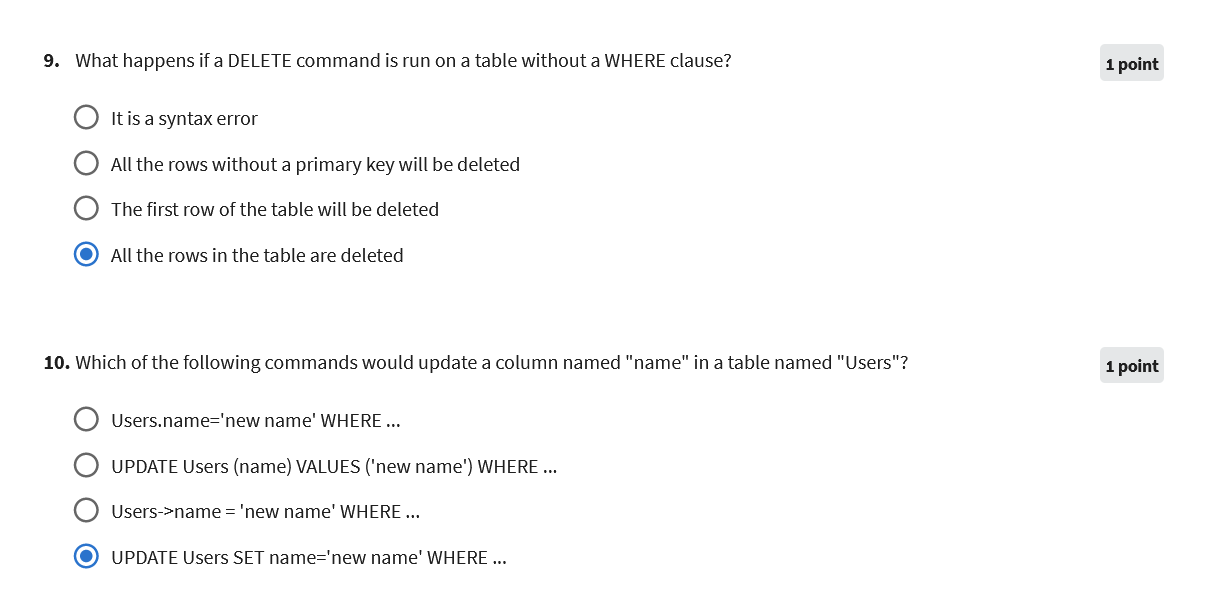 9. What happens if a DELETE command is run on a table without a WHERE clause?
1 point
It is a syntax error
All the rows without a primary key will be deleted
The first row of the table will be deleted
All the rows in the table are deleted
10. Which of the following commands would update a column named "name" in a table named "Users"?
1 point
Users.name='new name' WHERE ...
UPDATE Users (name) VALUES ('new name') WHERE ...
Users->name = 'new name' WHERE ...
UPDATE Users SET name='new name' WHERE ...